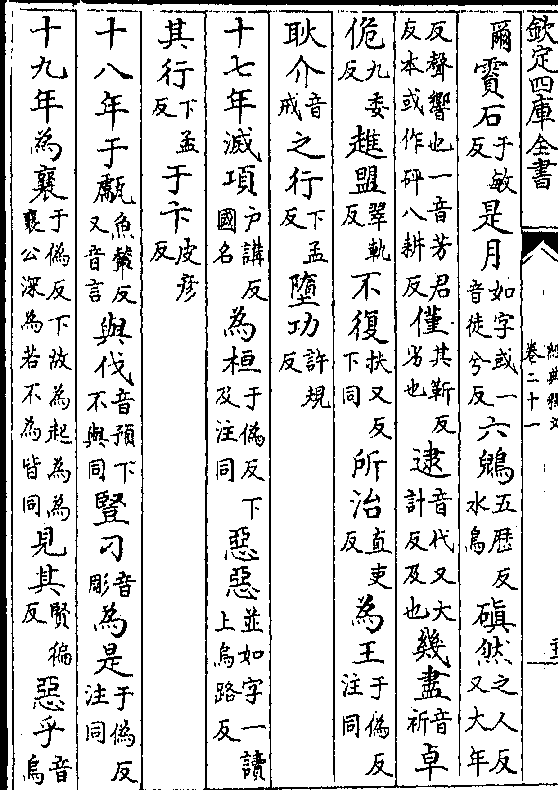 欽定四庫全書
經典釋文
卷二十一
爾霣石于敏反是月如字或一音徒兮反六鶂五歷反水鳥磌然之人反又大年
反聲響也一音芳君反本或作砰八耕反僅其靳反劣也逮音代又大計反及也幾盡音祈卓
佹九委反趡盟翠軌反不復扶又反下同所治直吏反為王于偽反注同
耿介音戒之行下孟反墮功許規反
十七年滅項户講反國名為桓于偽反下及注同惡惡並如字一讀上烏路反
其行下孟反于卞皮彥反
十八年于甗魚輦反又音言與伐音預下不與同豎刁音彫為是于偽反注同
十九年為襄于偽反下故為起為為襄公深為若不為皆同見其賢徧反惡乎音烏